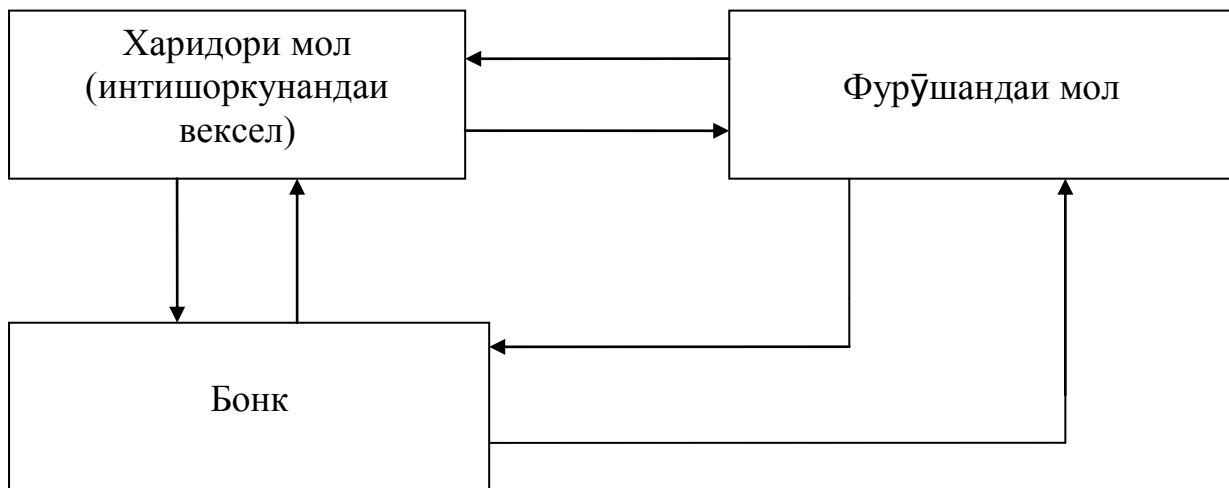 Харидори мол
(интишоркунандаи
вексел)
Фурӯшандаи мол
Бонк